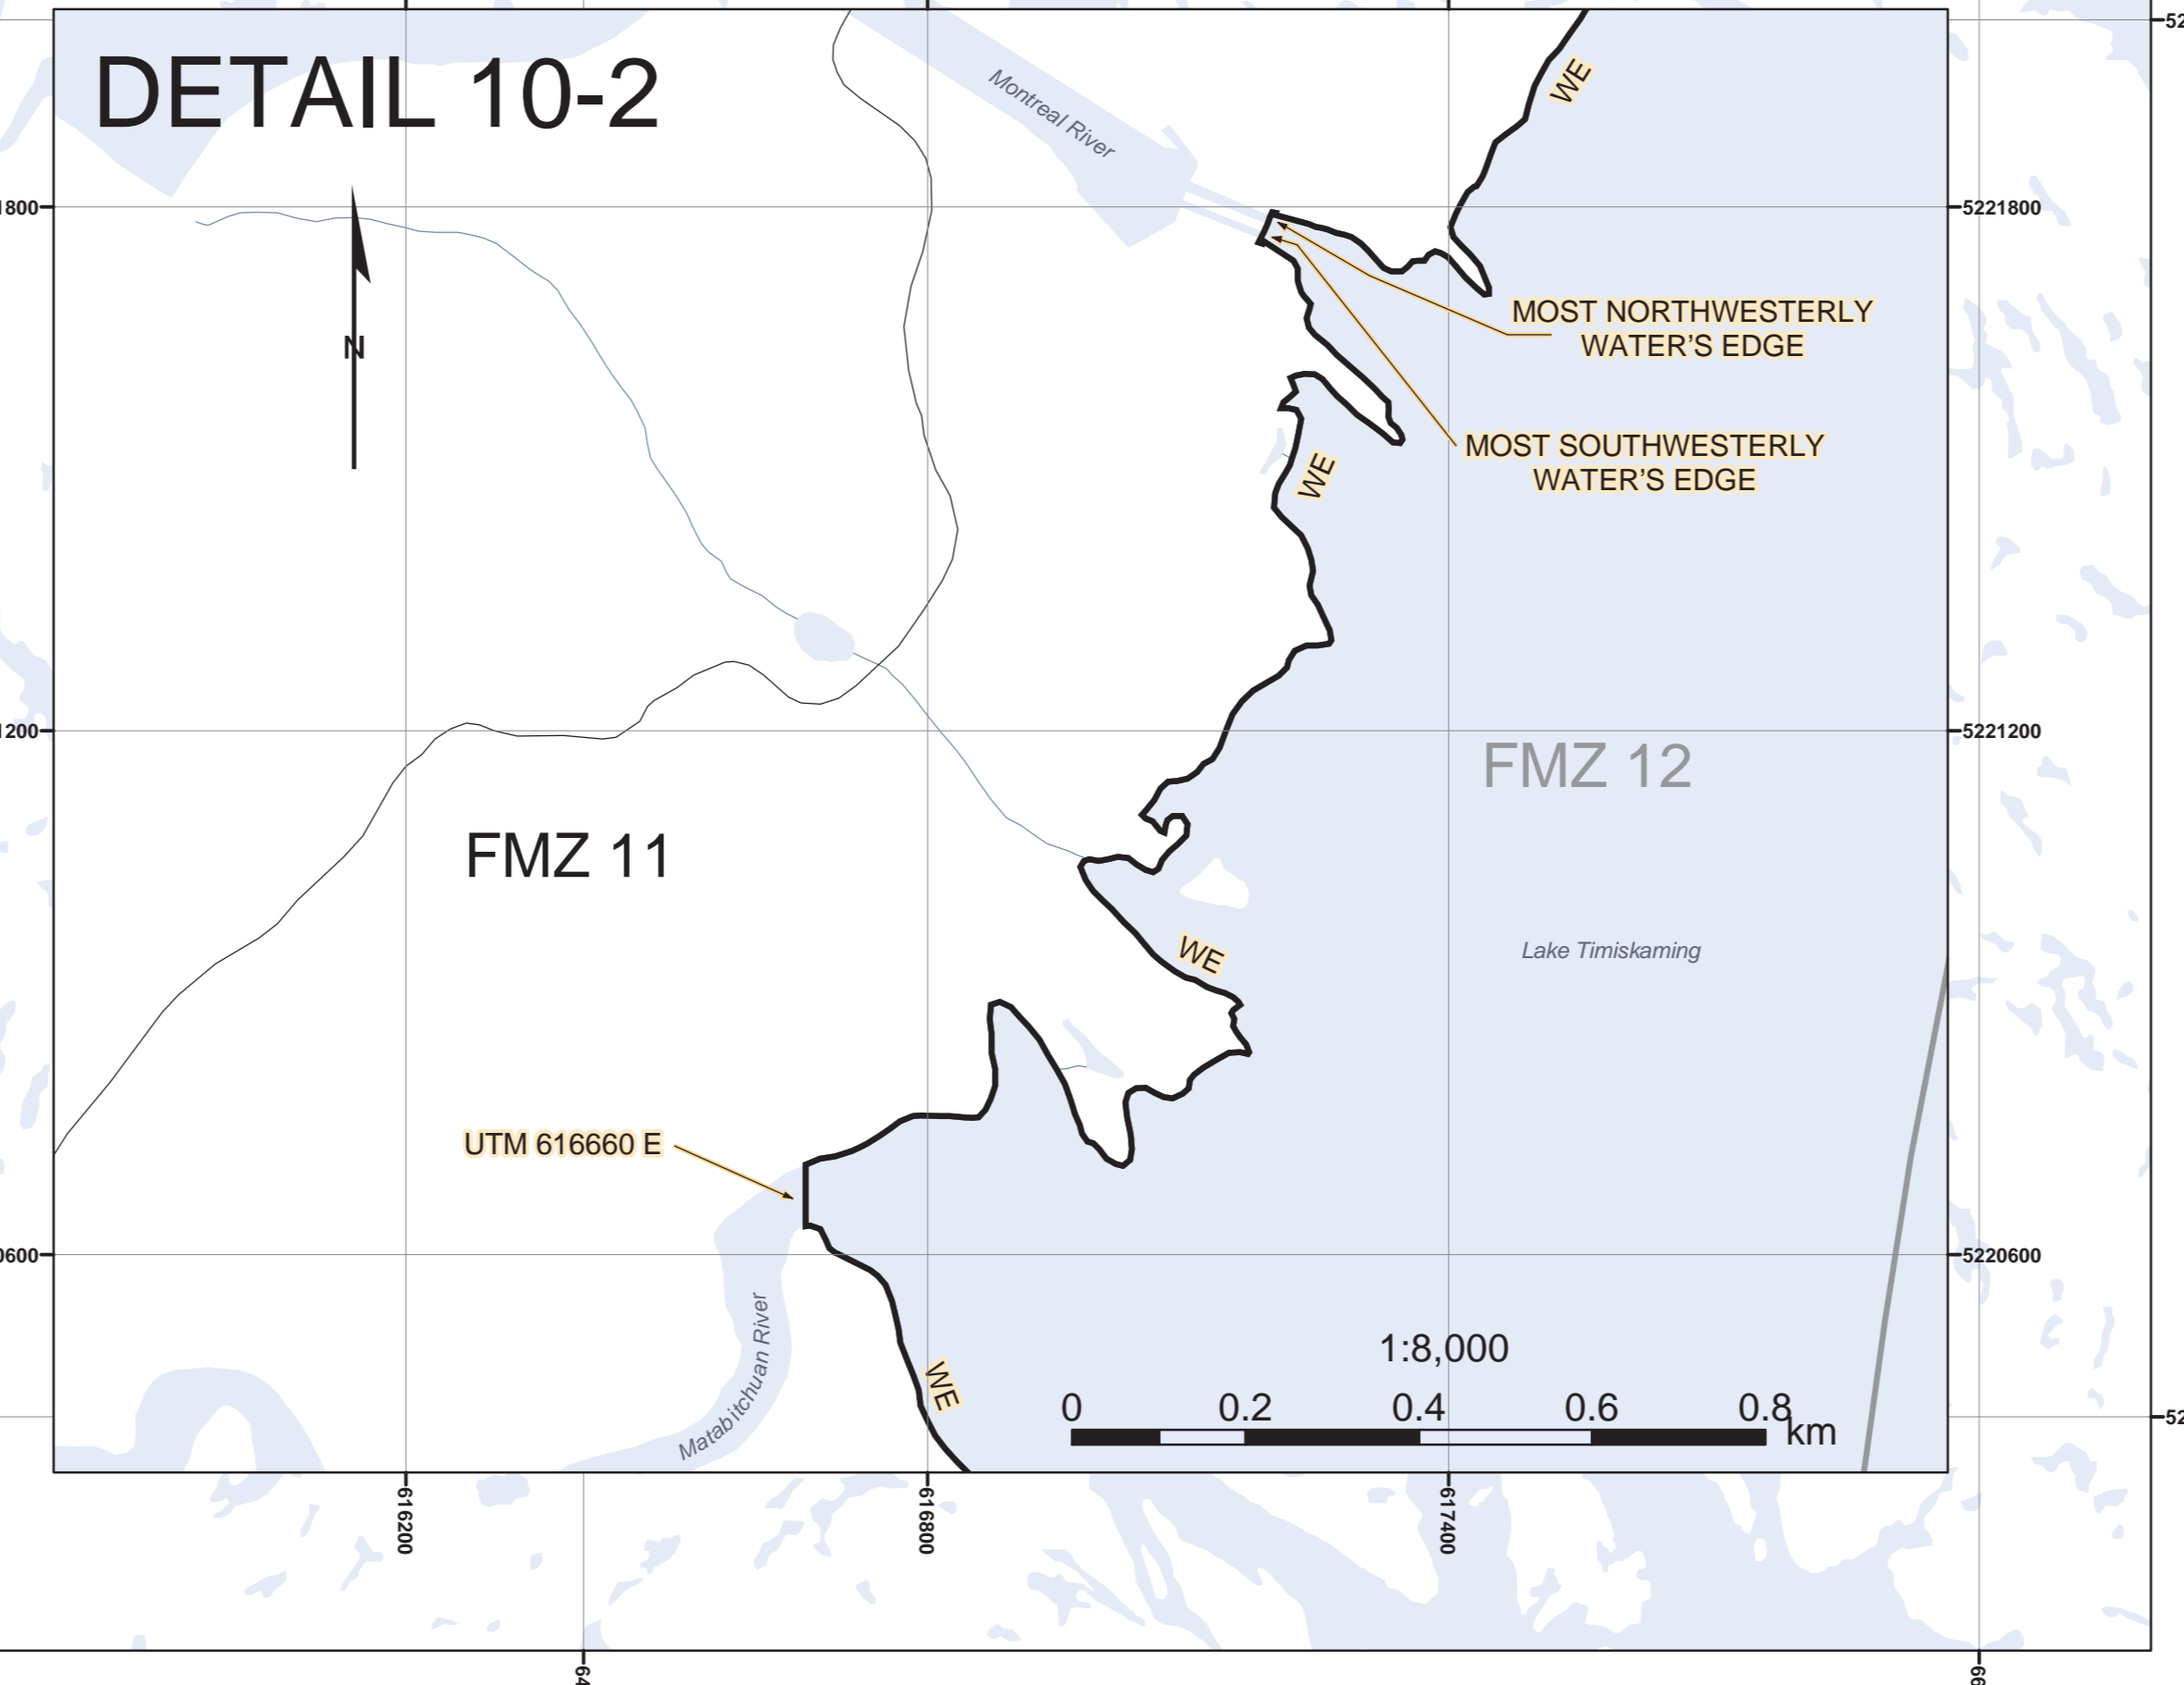 DETAIL 10-2
Montreal River
WE
5221800
N
MOST NORTHWESTERLY
WATER'S EDGE
MOST SOUTHWESTERLY
WATER'S EDGE
WE
5221200
FMZ 12
FMZ 11
WE
Lake Timiskaming
UTM 616660 E
5220600
Matabitchuan River
WE
1:8,000
0 0.2 0.4 0.6 0.8
km
616200
616800
617400